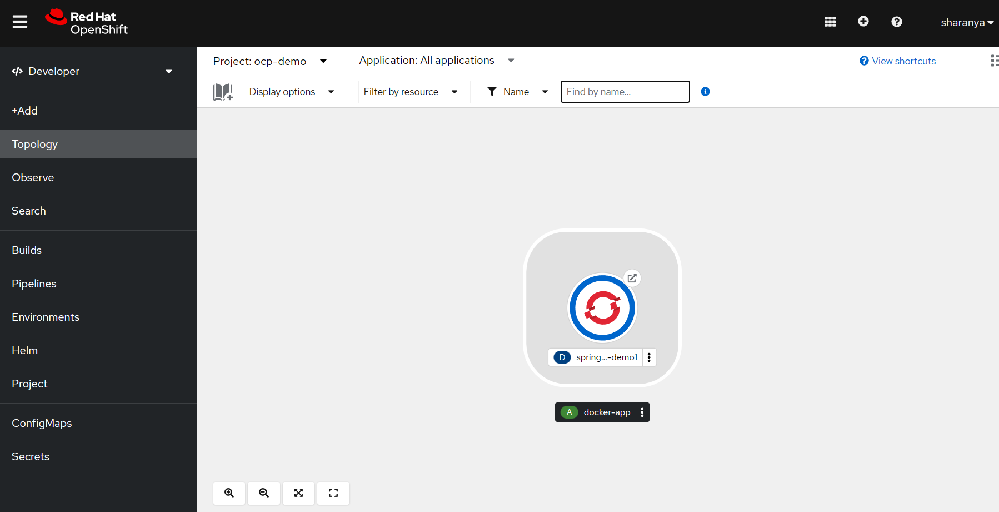 Red Hat
OpenShift
sharanya
Developer
+Add
Topology
Observe
Search
Builds
Pipelines
Environments
Helm
Project
ConfigMaps
Secrets
Project: ocp-demo
Application: All applications
View shortcuts
Display options
Filter by resource
Name
Find by name...
D spring...-demo1
A docker-app